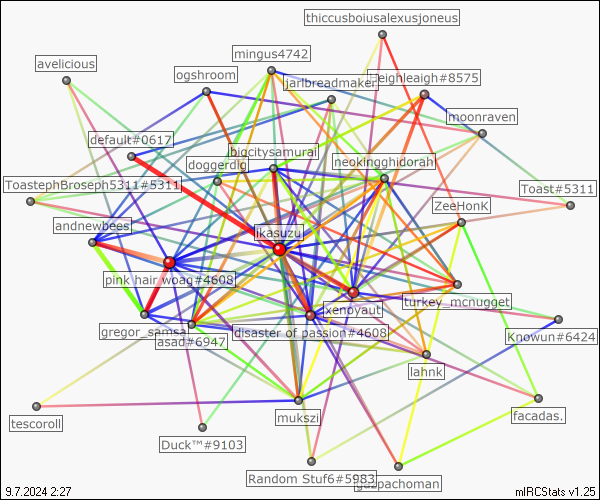 thiccusboiusalexusjoneus
mingus4742
avelicious
ogshroom
jarlbreadmaker
leighleigh#8575
moonraven
default#0617
bigcitysamurai
doggerdig
neokingghidorah
ToastephBroseph5311#5311
Toast#5311
ZeeHonK
andnewbees
ikasuzu
pink hair woag#4608
turkey_mcnugget
xenoyaut
gregor_samsa
disaster of passion#4608
asad#6947
Knowun#6424
lahnk
tescoroll
mukszi
facadas.
Duck™#9103
Random Stuf6#5983
gazpachoman
9.7.2024 2:27
mIRCStats v1.25